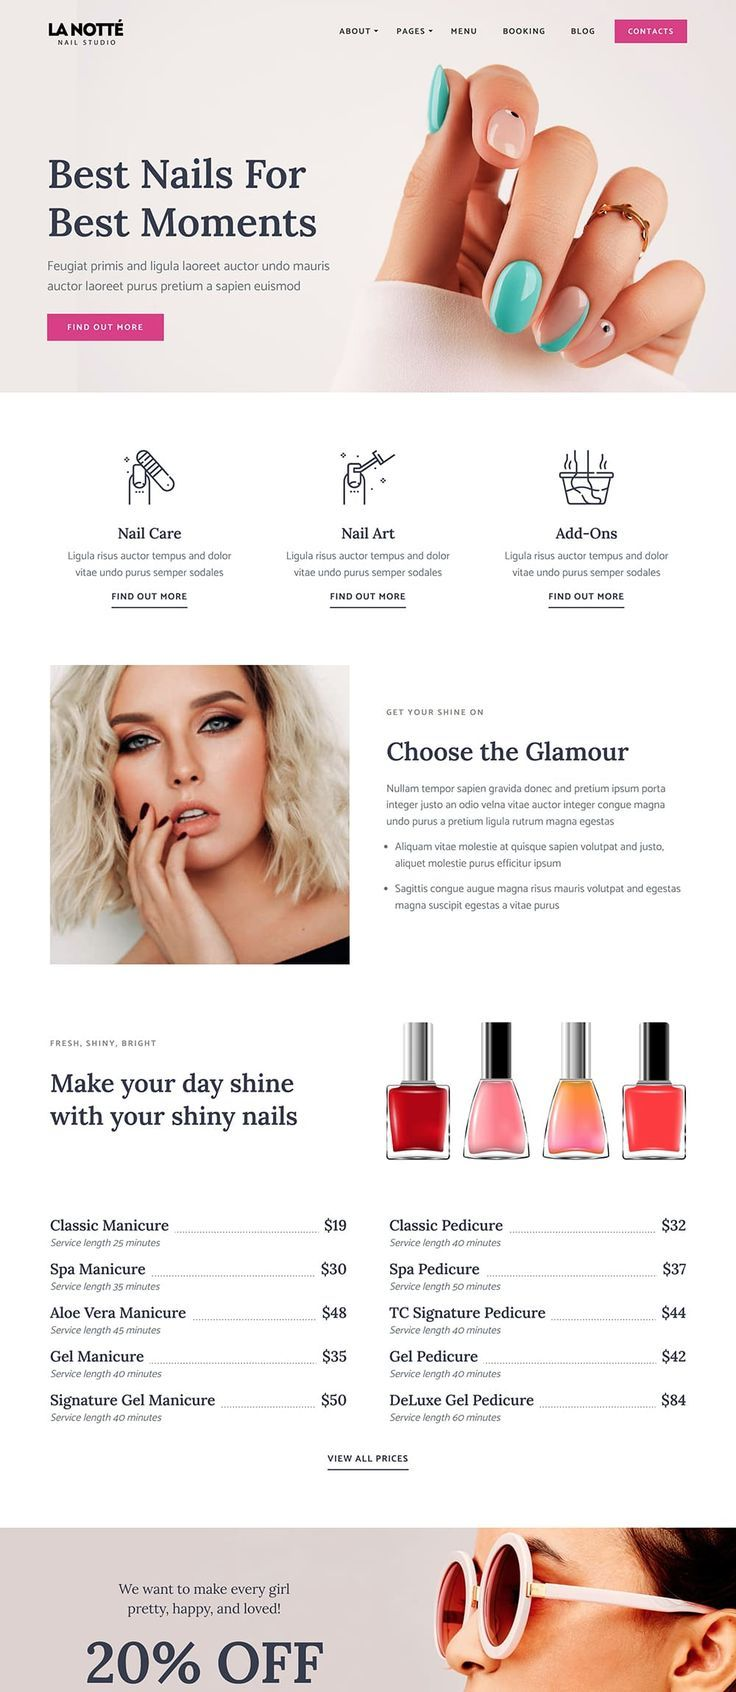 LA NOTTÉ
NAIL STUDIO
ABOUT
PAGES
MENU
BOOKING
BLOG
CONTACTS
Best Nails For
Best Moments
Feugiat primis and ligula laoreet auctor undo mauris
auctor laoreet purus pretium a sapien euismod
FIND OUT MORE
Nail Care
Ligula risus auctor tempus and dolor
vitae undo purus semper sodales
FIND OUT MORE
Nail Art
Ligula risus auctor tempus and dolor
vitae undo purus semper sodales
FIND OUT MORE
Add-Ons
Ligula risus auctor tempus and dolor
vitae undo purus semper sodales
FIND OUT MORE
GET YOUR SHINE ON
Choose the Glamour
Nullam tempor sapien gravida donec and pretium ipsum porta
integer justo an odio velna vitae auctor integer congue magna
undo purus a pretium ligula rutrum magna egestas
• Aliquam vitae molestie at quisque sapien volutpat and justo,
aliquet molestie purus efficitur ipsum
• Sagittis congue augue magna risus mauris volutpat and egestas
magna suscipit egestas a vitae purus
FRESH, SHINY, BRIGHT
Make your day shine
with your shiny nails
Classic Manicure $19
Service length 25 minutes
Spa Manicure $30
Service length 35 minutes
Aloe Vera Manicure $48
Service length 45 minutes
Gel Manicure $35
Service length 40 minutes
Signature Gel Manicure $50
Service length 40 minutes
Classic Pedicure $32
Service length 40 minutes
Spa Pedicure $37
Service length 50 minutes
TC Signature Pedicure $44
Service length 40 minutes
Gel Pedicure $42
Service length 40 minutes
DeLuxe Gel Pedicure $84
Service length 60 minutes
VIEW ALL PRICES
We want to make every girl
pretty, happy, and loved!
20% OFF